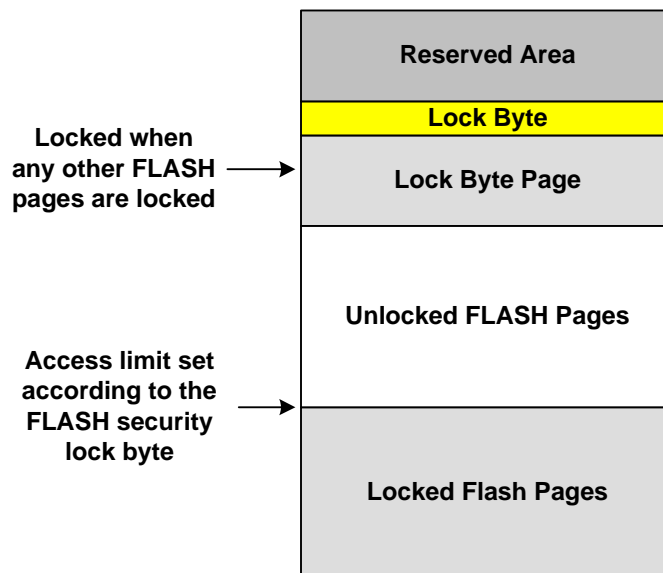 Reserved Area
Lock Byte
Locked when
any other FLASH
pages are locked
Lock Byte Page
Unlocked FLASH Pages
Access limit set
according to the
FLASH security
lock byte
Locked Flash Pages